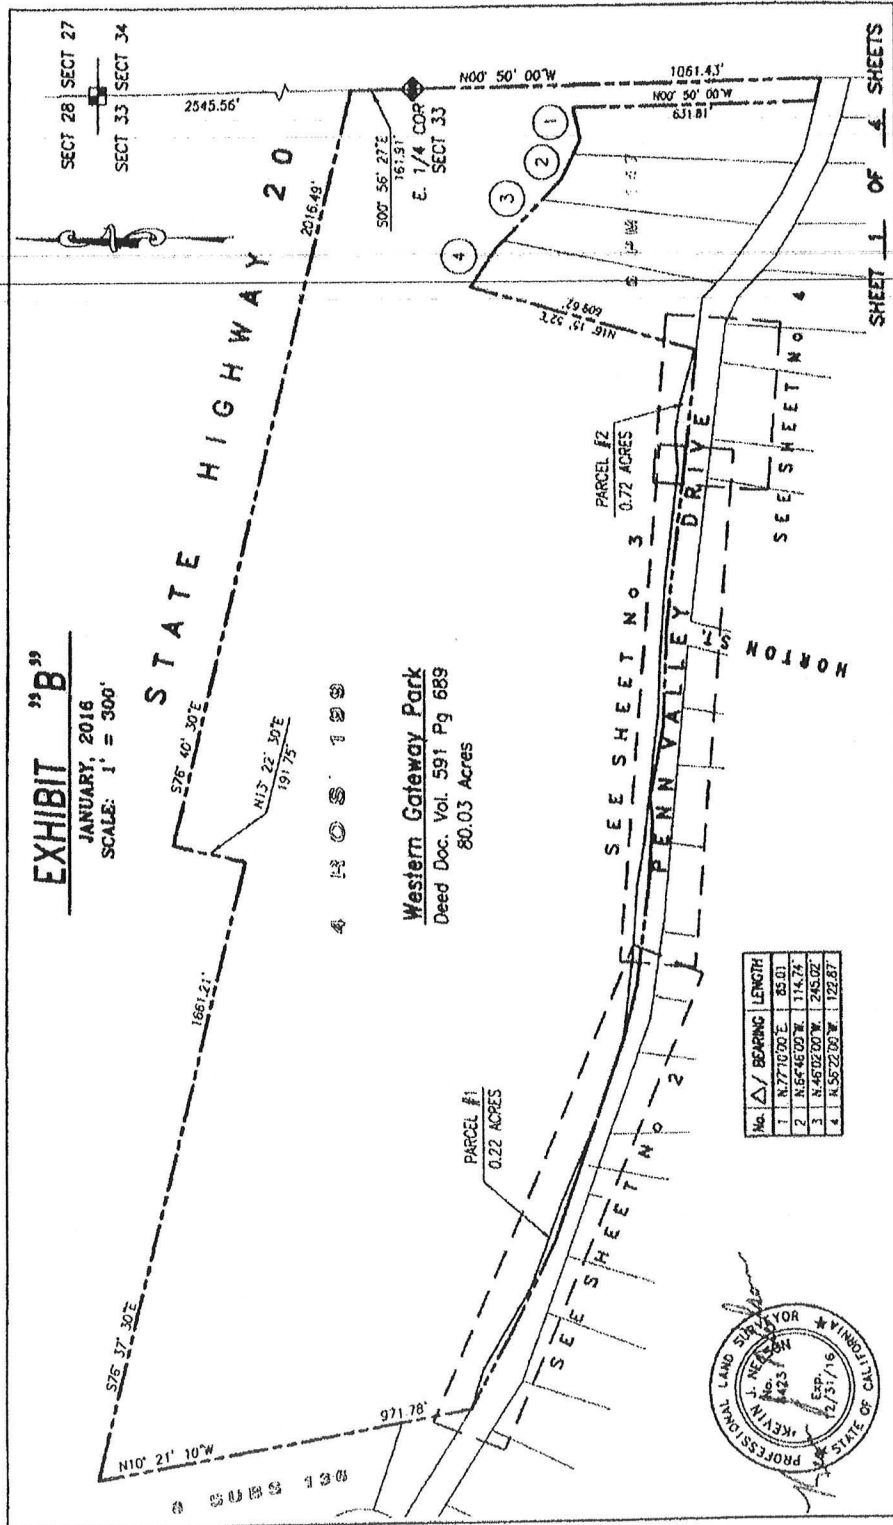 EXHIBIT "B"
JANUARY, 2016
SCALE: 1" = 300'
SECT 28 SECT 27
SECT 33 SECT 34
2545.56'
STATE HIGHWAY 20
S76° 37' 30"E
1661.21'
N13° 22' 30"E
191.75'
S76° 40' 30"E
2016.49'
S00° 56' 27"E
161.91'
E. 1/4 COR
SECT 33
N00° 50' 00"W
1061.43'
N00° 50' 00"W
631.81'
1
2
3
4
N16° 15' 52"E
609.62'
4 ROS 199
Western Gateway Park
Deed Doc. Vol. 591 Pg 689
80.03 Acres
N10° 21' 10"W
971.78'
SUBS
PARCEL #1
0.22 ACRES
PARCEL #2
0.72 ACRES
SEE SHEET No 2
SEE SHEET No 3
SEE SHEET No 4
PENN VALLEY DRIVE
HORTON ST.
No. △/ BEARING LENGTH
1 N.77°10'00"E. 85.01'
2 N.64°46'00"W. 114.74'
3 N.46°02'00"W. 245.02'
4 N.56°22'00"W. 122.87'
PROFESSIONAL LAND SURVEYOR
KEVIN J. NELSON
No.
Exp.
12/31/16
STATE OF CALIFORNIA
SHEET 1 OF 4 SHEETS